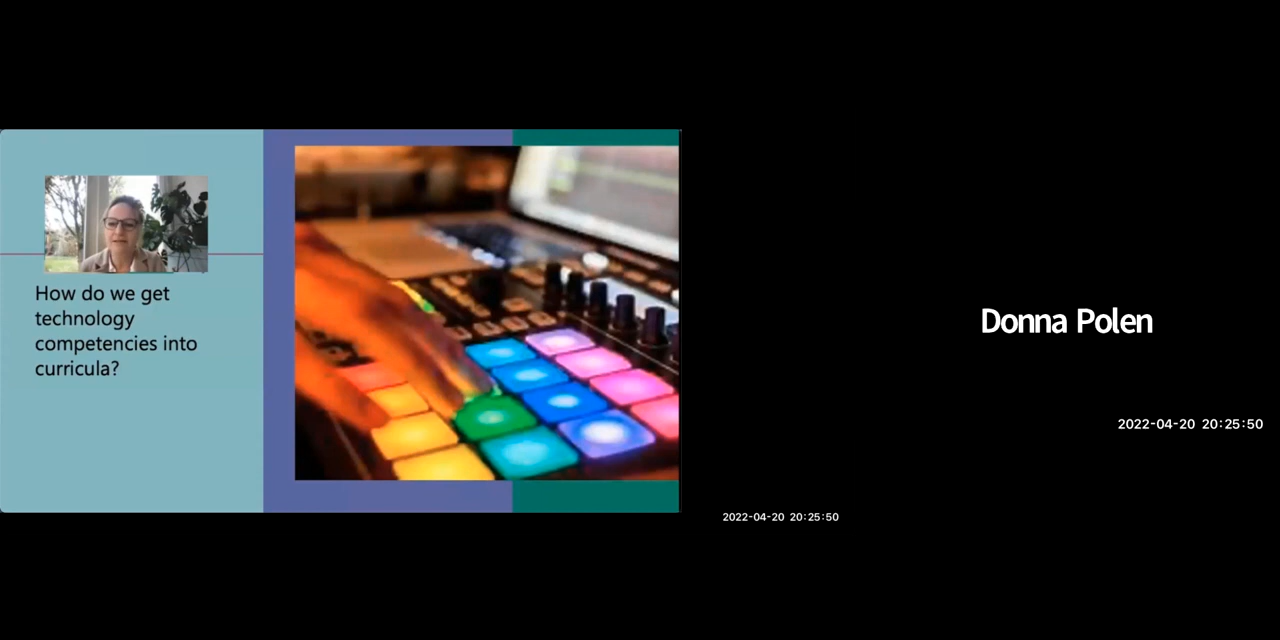 How do we get
technology
competencies into
curricula?
Donna Polen
2022-04-20 20:25:50
2022-04-20 20:25:50